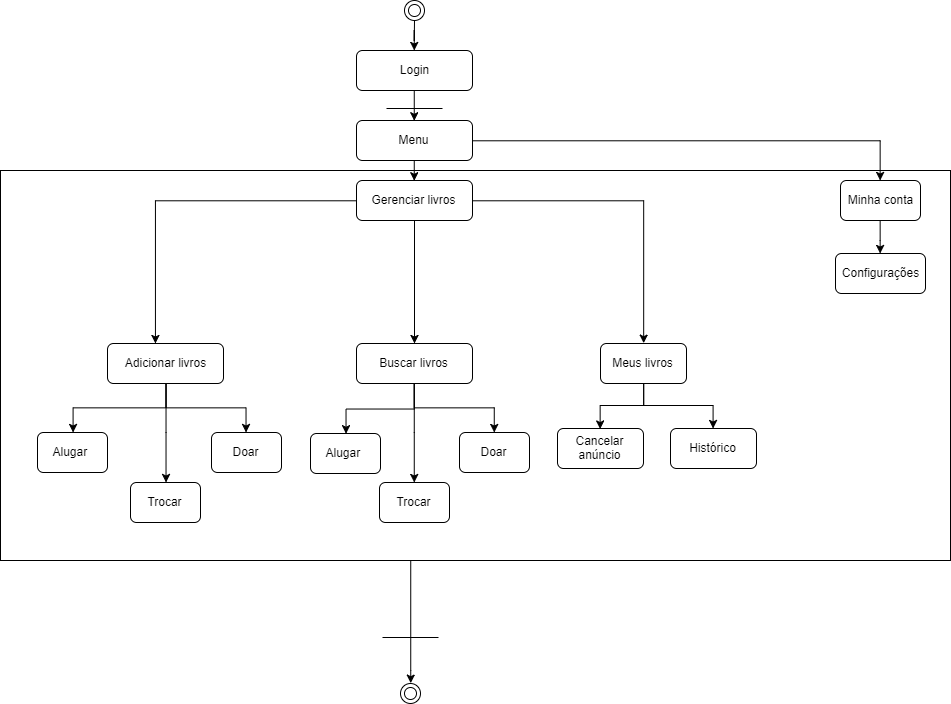 Login
Menu
Gerenciar livros
Minha conta
Configurações
Adicionar livros
Buscar livros
Meus livros
Alugar
Doar
Trocar
Alugar
Doar
Trocar
Cancelar
anúncio
Histórico